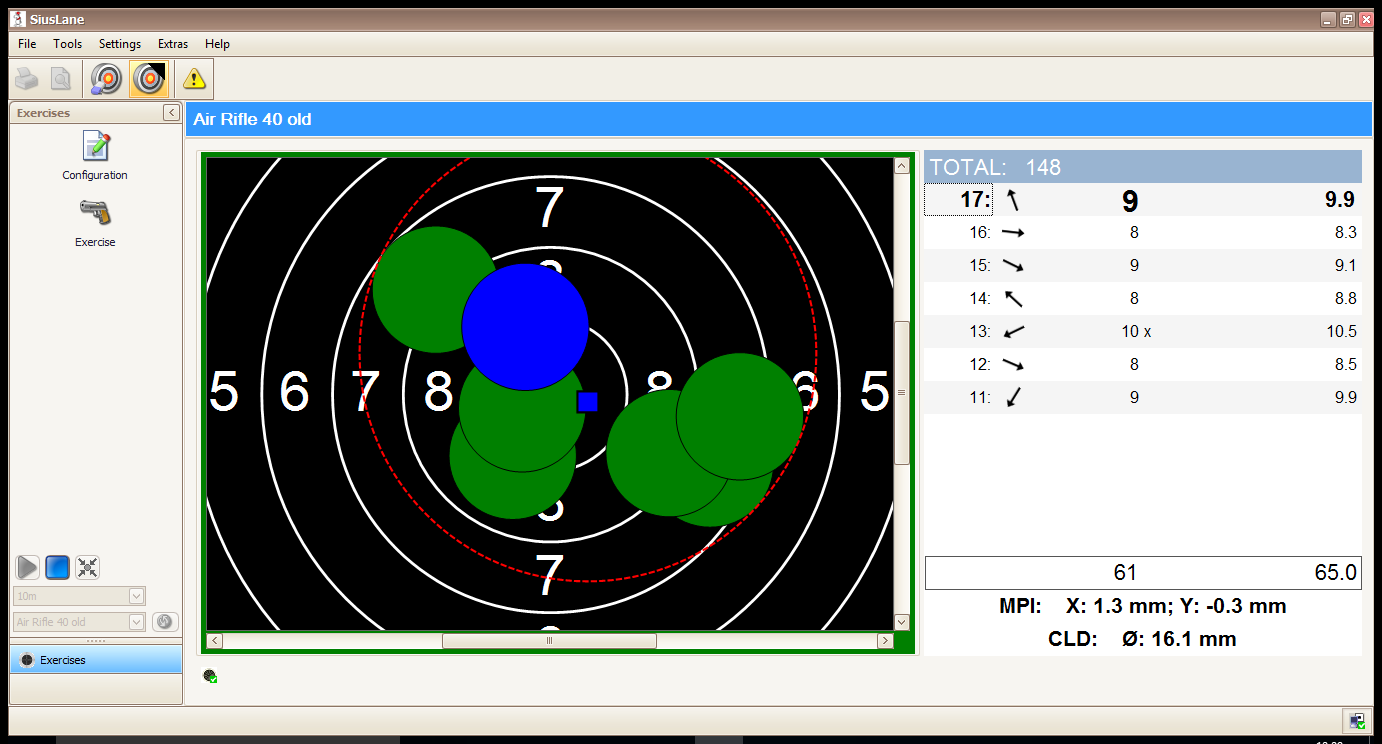 SiusLane
File Tools Settings Extras Help
Exercises
Configuration
Exercise
10m
Air Rifle 40 old
Exercises
Air Rifle 40 old
7
5 6 7 8 8 6 5
7
TOTAL: 148
17: 9 9.9
16: 8 8.3
15: 9 9.1
14: 8 8.8
13: 10 x 10.5
12: 8 8.5
11: 9 9.9
61 65.0
MPI: X: 1.3 mm; Y: -0.3 mm
CLD: Ø: 16.1 mm